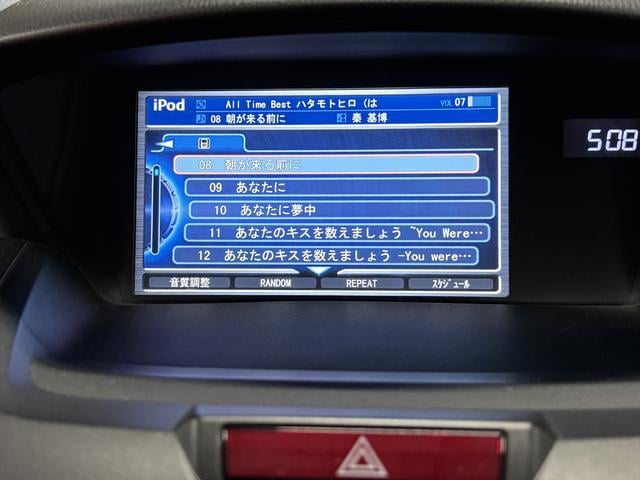 iPod All Time Best ハタモトヒロ (は VOL 07
08 朝が来る前に 秦 基博
08 朝が来る前に
09 あなたに
10 あなたに夢中
11 あなたのキスを数えましょう ~You Were…
12 あなたのキスを数えましょう -You were…
音質調整 RANDOM REPEAT スケジュール
508